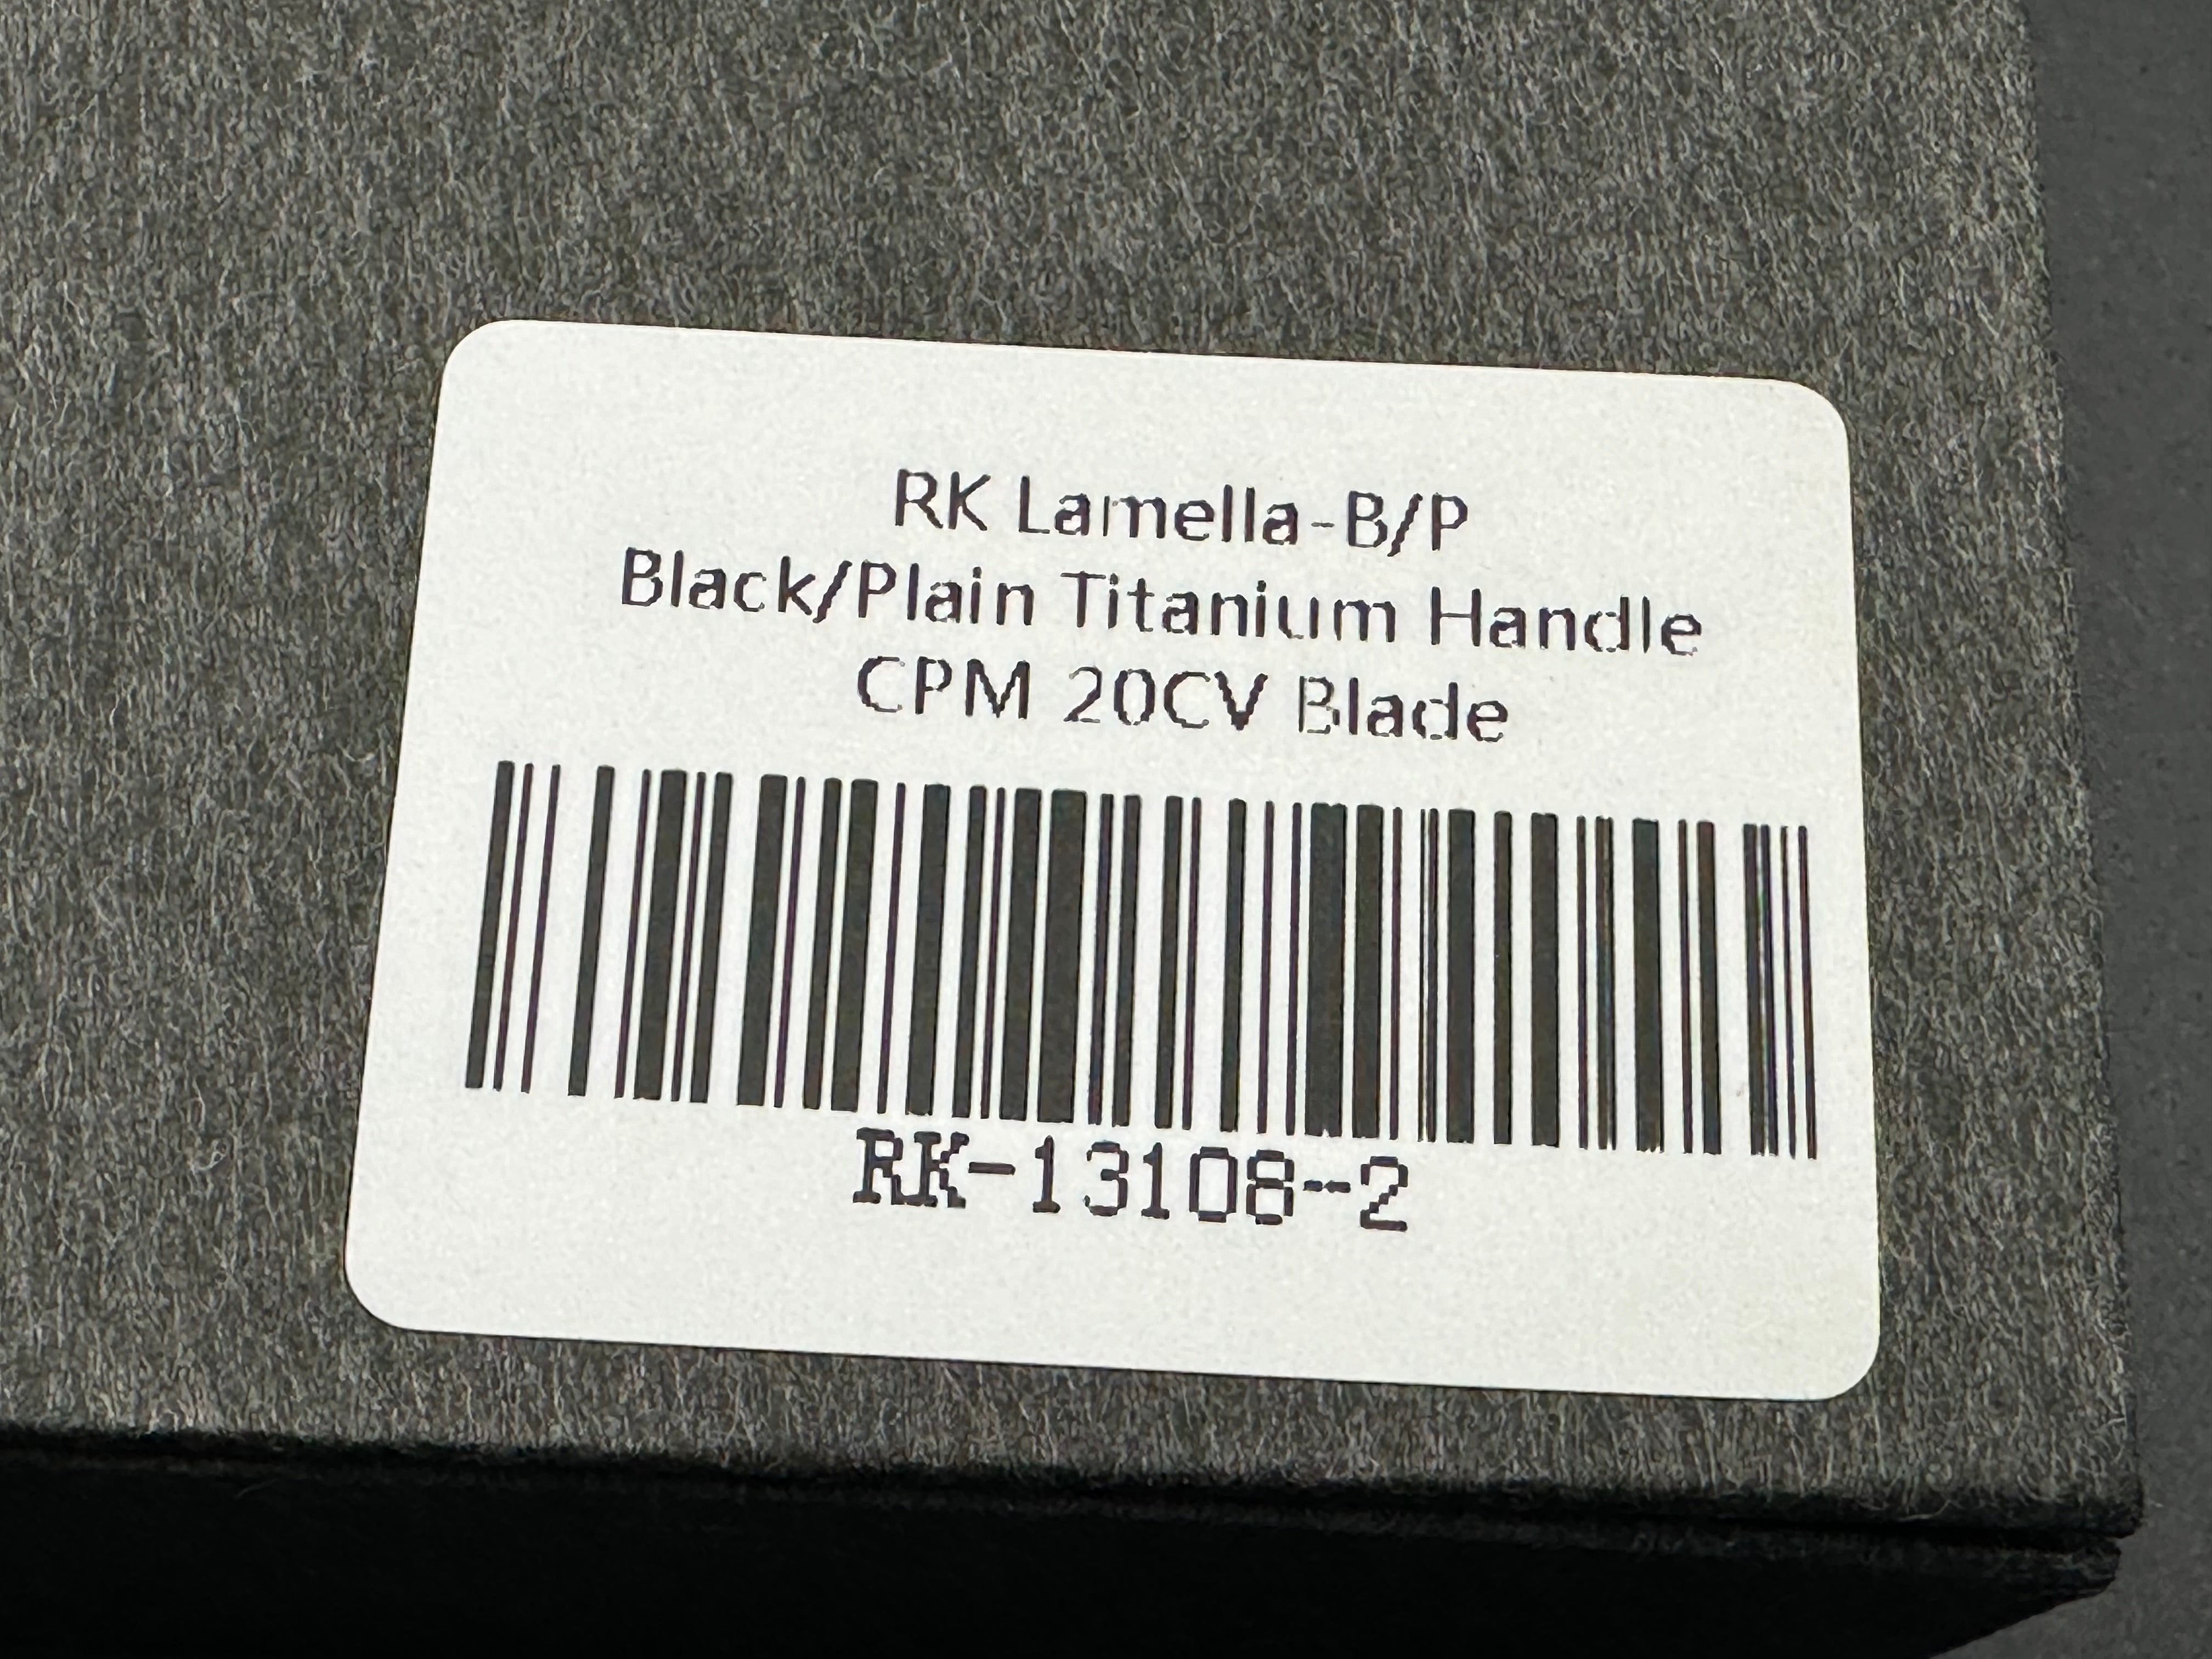 RK Lamella-B/P
Black/Plain Titanium Handle
CPM 20CV Blade
RK-13108-2